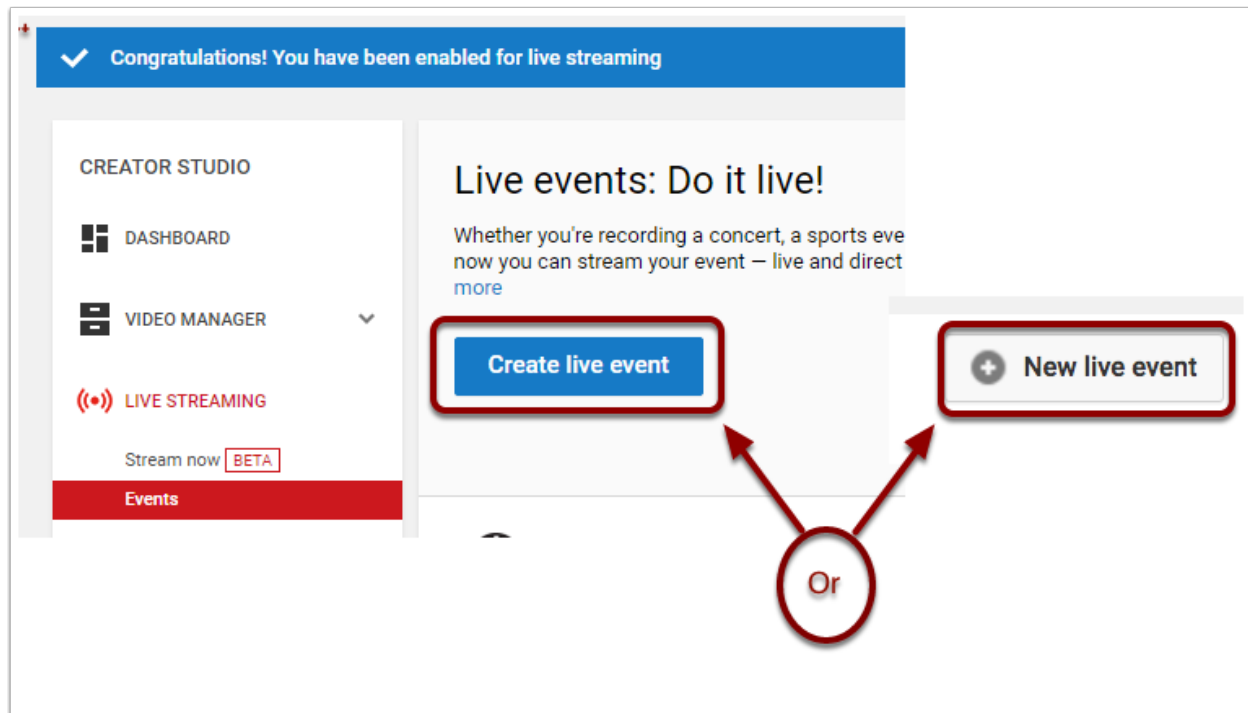 Congratulations! You have been enabled for live streaming
CREATOR STUDIO
DASHBOARD
VIDEO MANAGER
LIVE STREAMING
Stream now BETA
Events
Live events: Do it live!
Whether you're recording a concert, a sports eve
now you can stream your event — live and direct
more
Create live event
New live event
Or